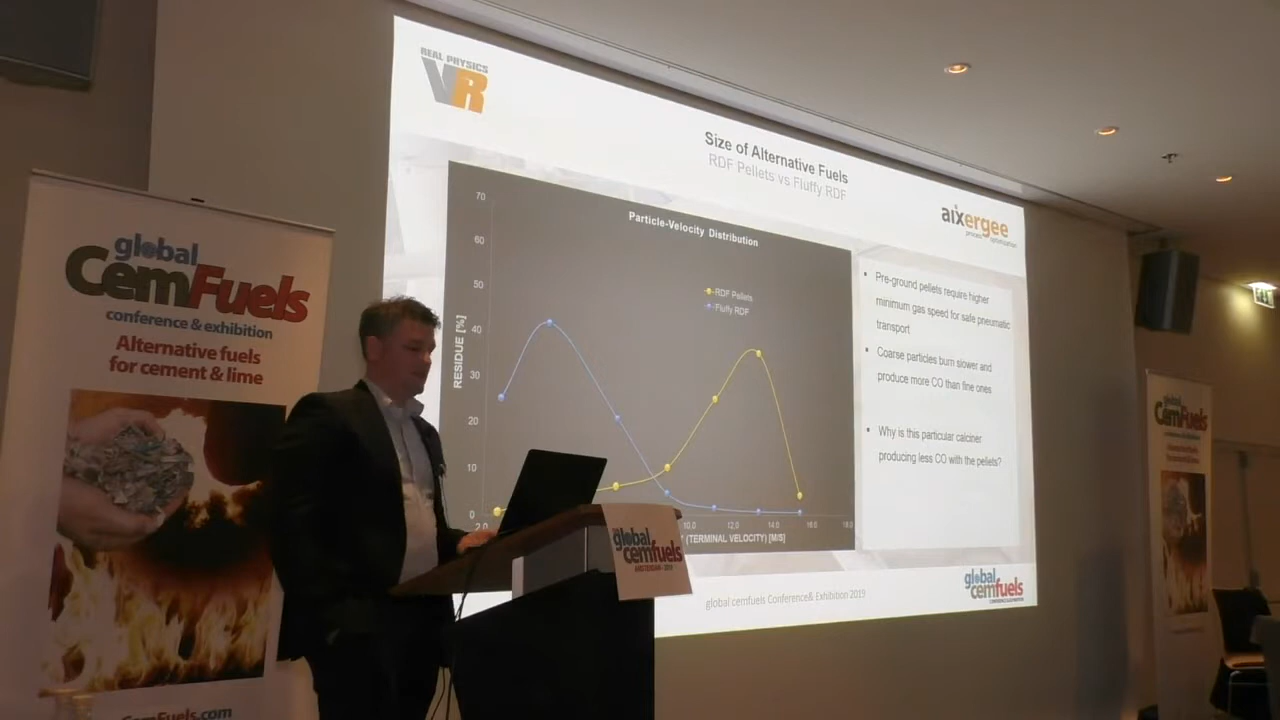 REAL PHYSICS
VR
Size of Alternative Fuels
RDF Pellets vs Fluffy RDF
aixergee
process optimization
Particle-Velocity Distribution
70
60
50
40
30
20
10
0
RESIDUE [%]
RDF Pellets
Fluffy RDF
2,0
10,0
12,0
14,0
16,0
18,0
(TERMINAL VELOCITY) [M/S]
• Pre-ground pellets require higher
minimum gas speed for safe pneumatic
transport
• Coarse particles burn slower and
produce more CO than fine ones
• Why is this particular calciner
producing less CO with the pellets?
global cemfuels Conference& Exhibition 2019
global
cemfuels
global
CemFuels
conference & exhibition
Alternative fuels
for cement & lime
CemFuels.com
global
cemfuels
AMSTERDAM - 2019
global
CemFuels